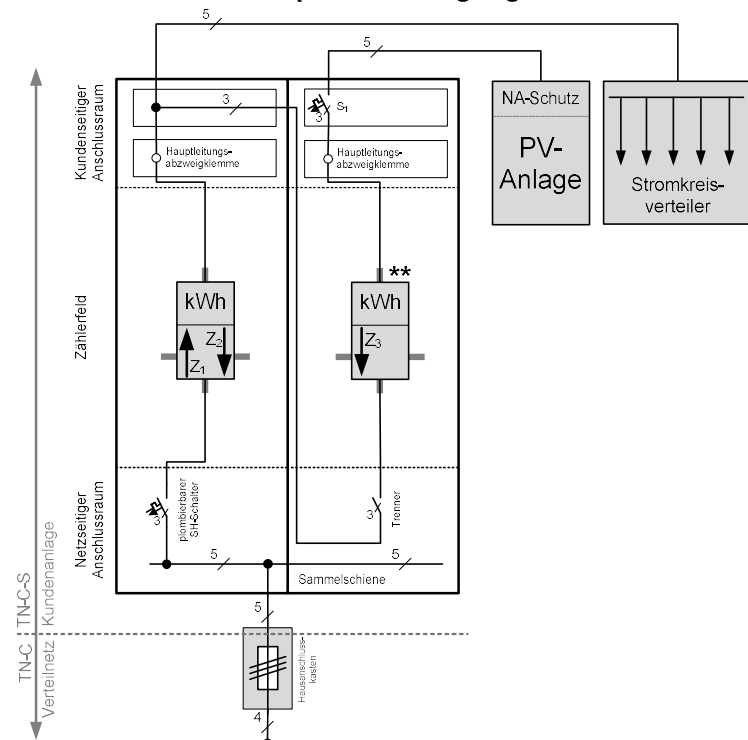 5
5
Kundenseitiger
Anschlussraum
3
S1
3
NA-Schutz
PV-
Anlage
Stromkreis-
verteiler
Hauptleitungs-
abzweigklemme
Hauptleitungs-
abzweigklemme
Zählerfeld
kWh
Z1
Z2
**
kWh
Z3
Netzseitiger
Anschlussraum
3
plombierbarer
SH-Schalter
3
Trenner
5
5
Sammelschiene
TN-C-S
Kundenanlage
5
TN-C
Verteilnetz
Hausanschluss-
kasten
4